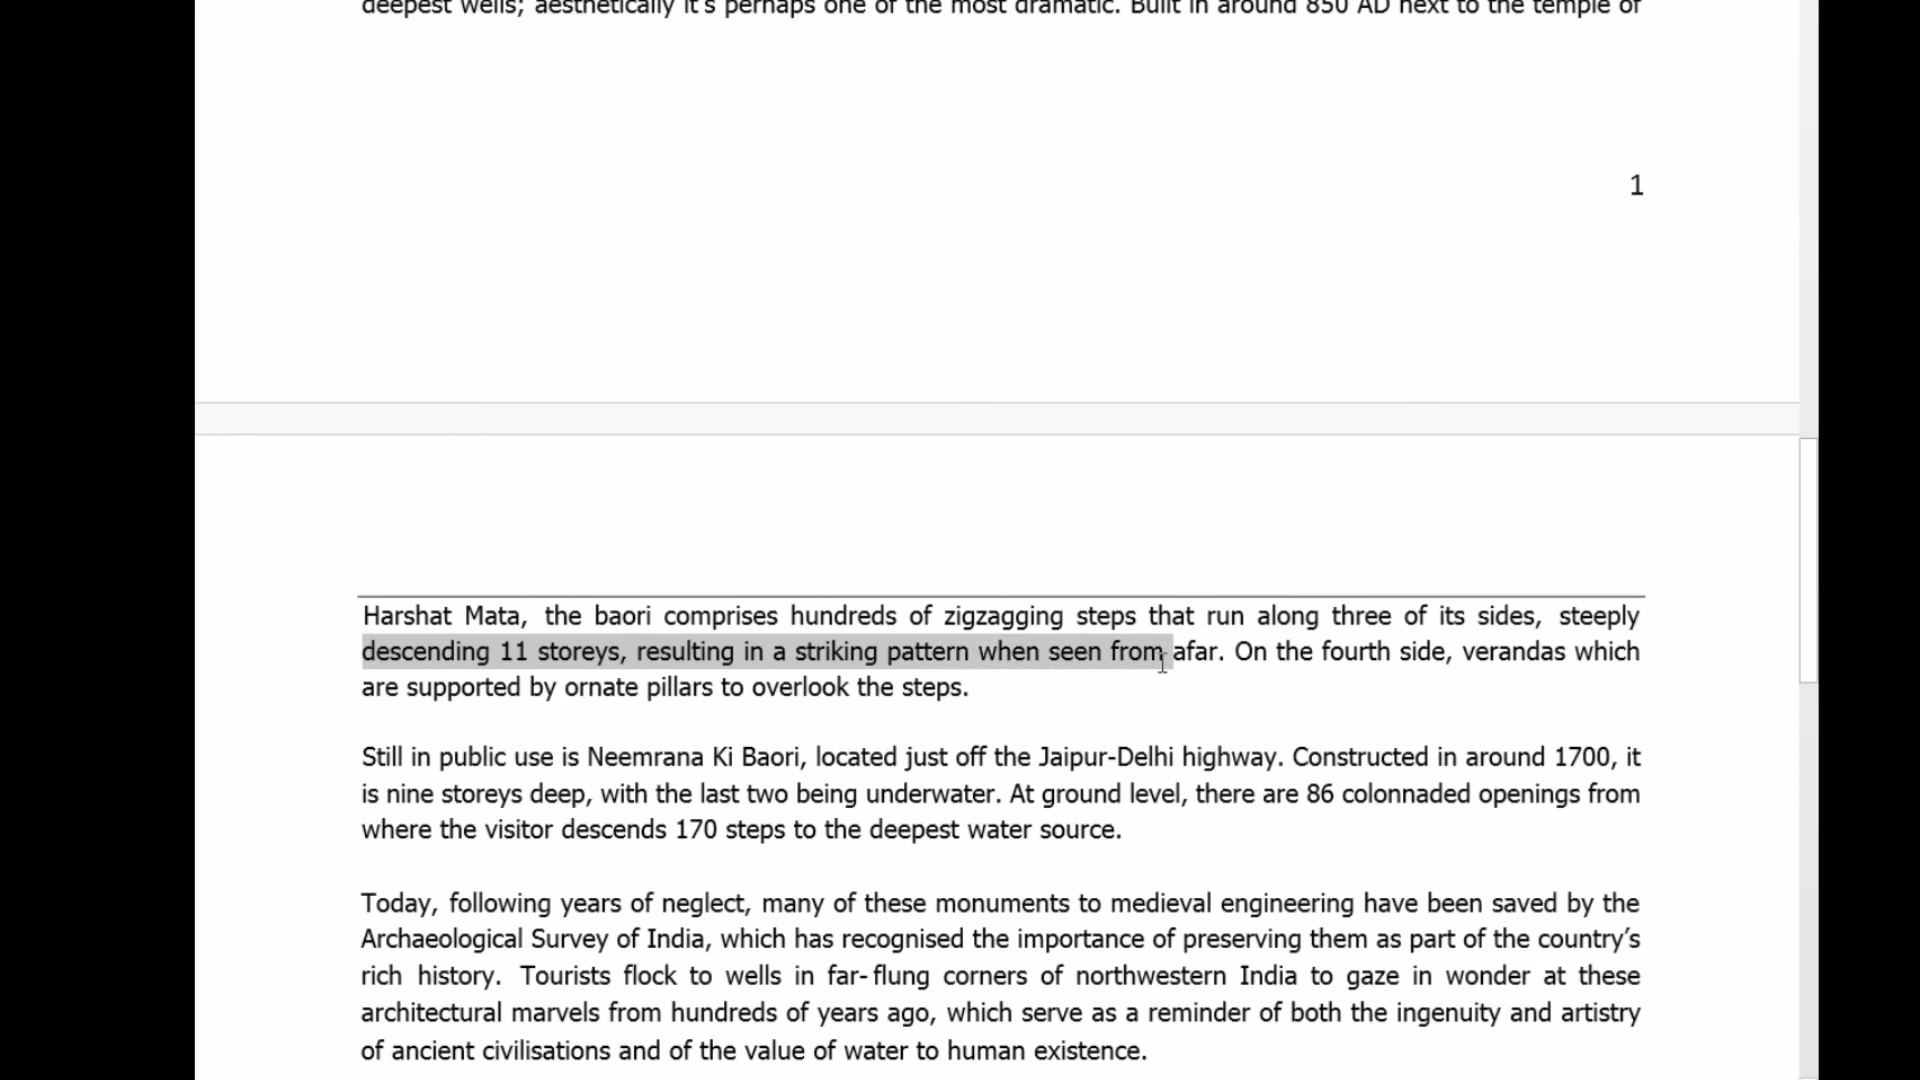 deepest wells; aesthetically it's perhaps one of the most dramatic. Built in around 850 AD next to the temple of
1
Harshat Mata, the baori comprises hundreds of zigzagging steps that run along three of its sides, steeply
descending 11 storeys, resulting in a striking pattern when seen from afar. On the fourth side, verandas which
are supported by ornate pillars to overlook the steps.
Still in public use is Neemrana Ki Baori, located just off the Jaipur-Delhi highway. Constructed in around 1700, it
is nine storeys deep, with the last two being underwater. At ground level, there are 86 colonnaded openings from
where the visitor descends 170 steps to the deepest water source.
Today, following years of neglect, many of these monuments to medieval engineering have been saved by the
Archaeological Survey of India, which has recognised the importance of preserving them as part of the country's
rich history. Tourists flock to wells in far-flung corners of northwestern India to gaze in wonder at these
architectural marvels from hundreds of years ago, which serve as a reminder of both the ingenuity and artistry
of ancient civilisations and of the value of water to human existence.